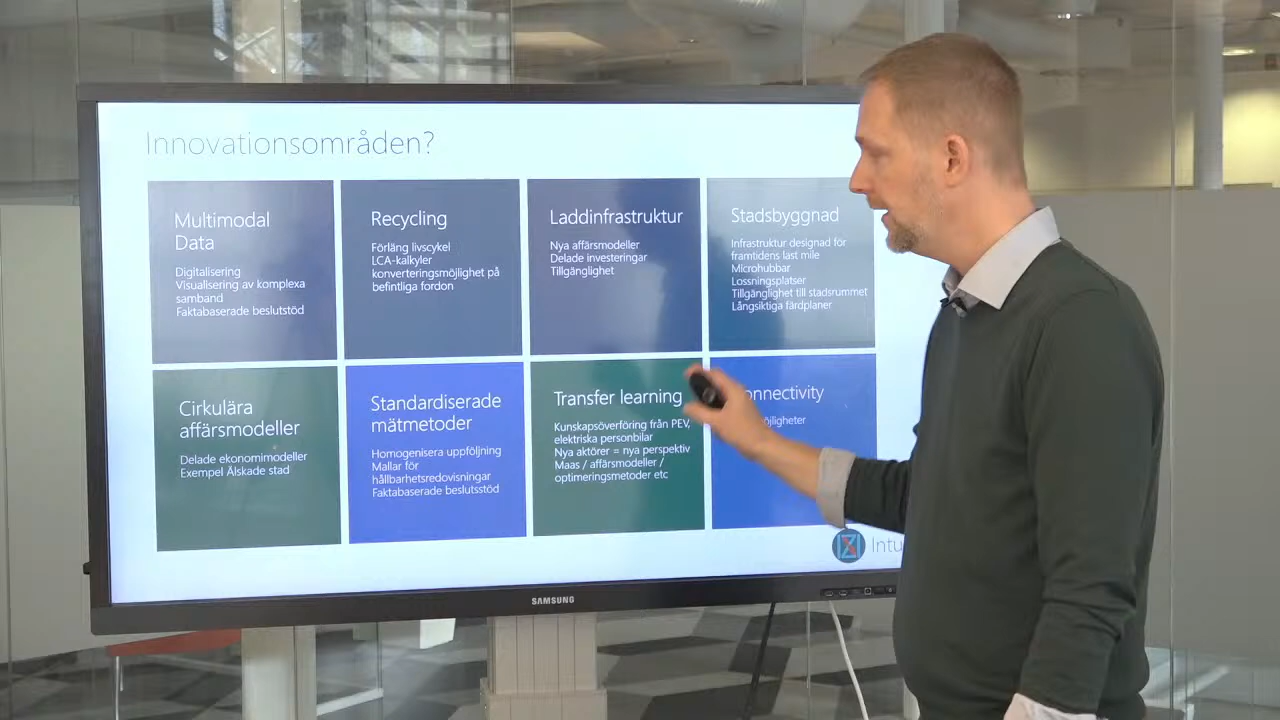 Innovationsområden?
Multimodal
Data
Digitalisering
Visualisering av komplexa
samband
Faktabaserade beslutstöd
Recycling
Förläng livscykel
LCA-kalkyler
konverteringsmöjlighet på
befintliga fordon
Laddinfrastruktur
Nya affärsmodeller
Delade investeringar
Tillgänglighet
Stadsbyggnad
Infrastruktur designad för
framtidens last mile
Microhubbar
Lossningsplatser
Tillgänglighet till stadsrummet
Långsiktiga färdplaner
Cirkulära
affärsmodeller
Delade ekonomimodeller
Exempel Älskade stad
Standardiserade
mätmetoder
Homogenisera uppföljning
Mallar för
hållbarhetsredovisningar
Faktabaserade beslutsstöd
Transfer learning
Kunskapsöverföring från PEV,
elektriska personbilar
Nya aktörer = nya perspektiv
Maas / affärsmodeller /
optimeringsmetoder etc
onnectivity
öjligheter
Intu
SAMSUNG